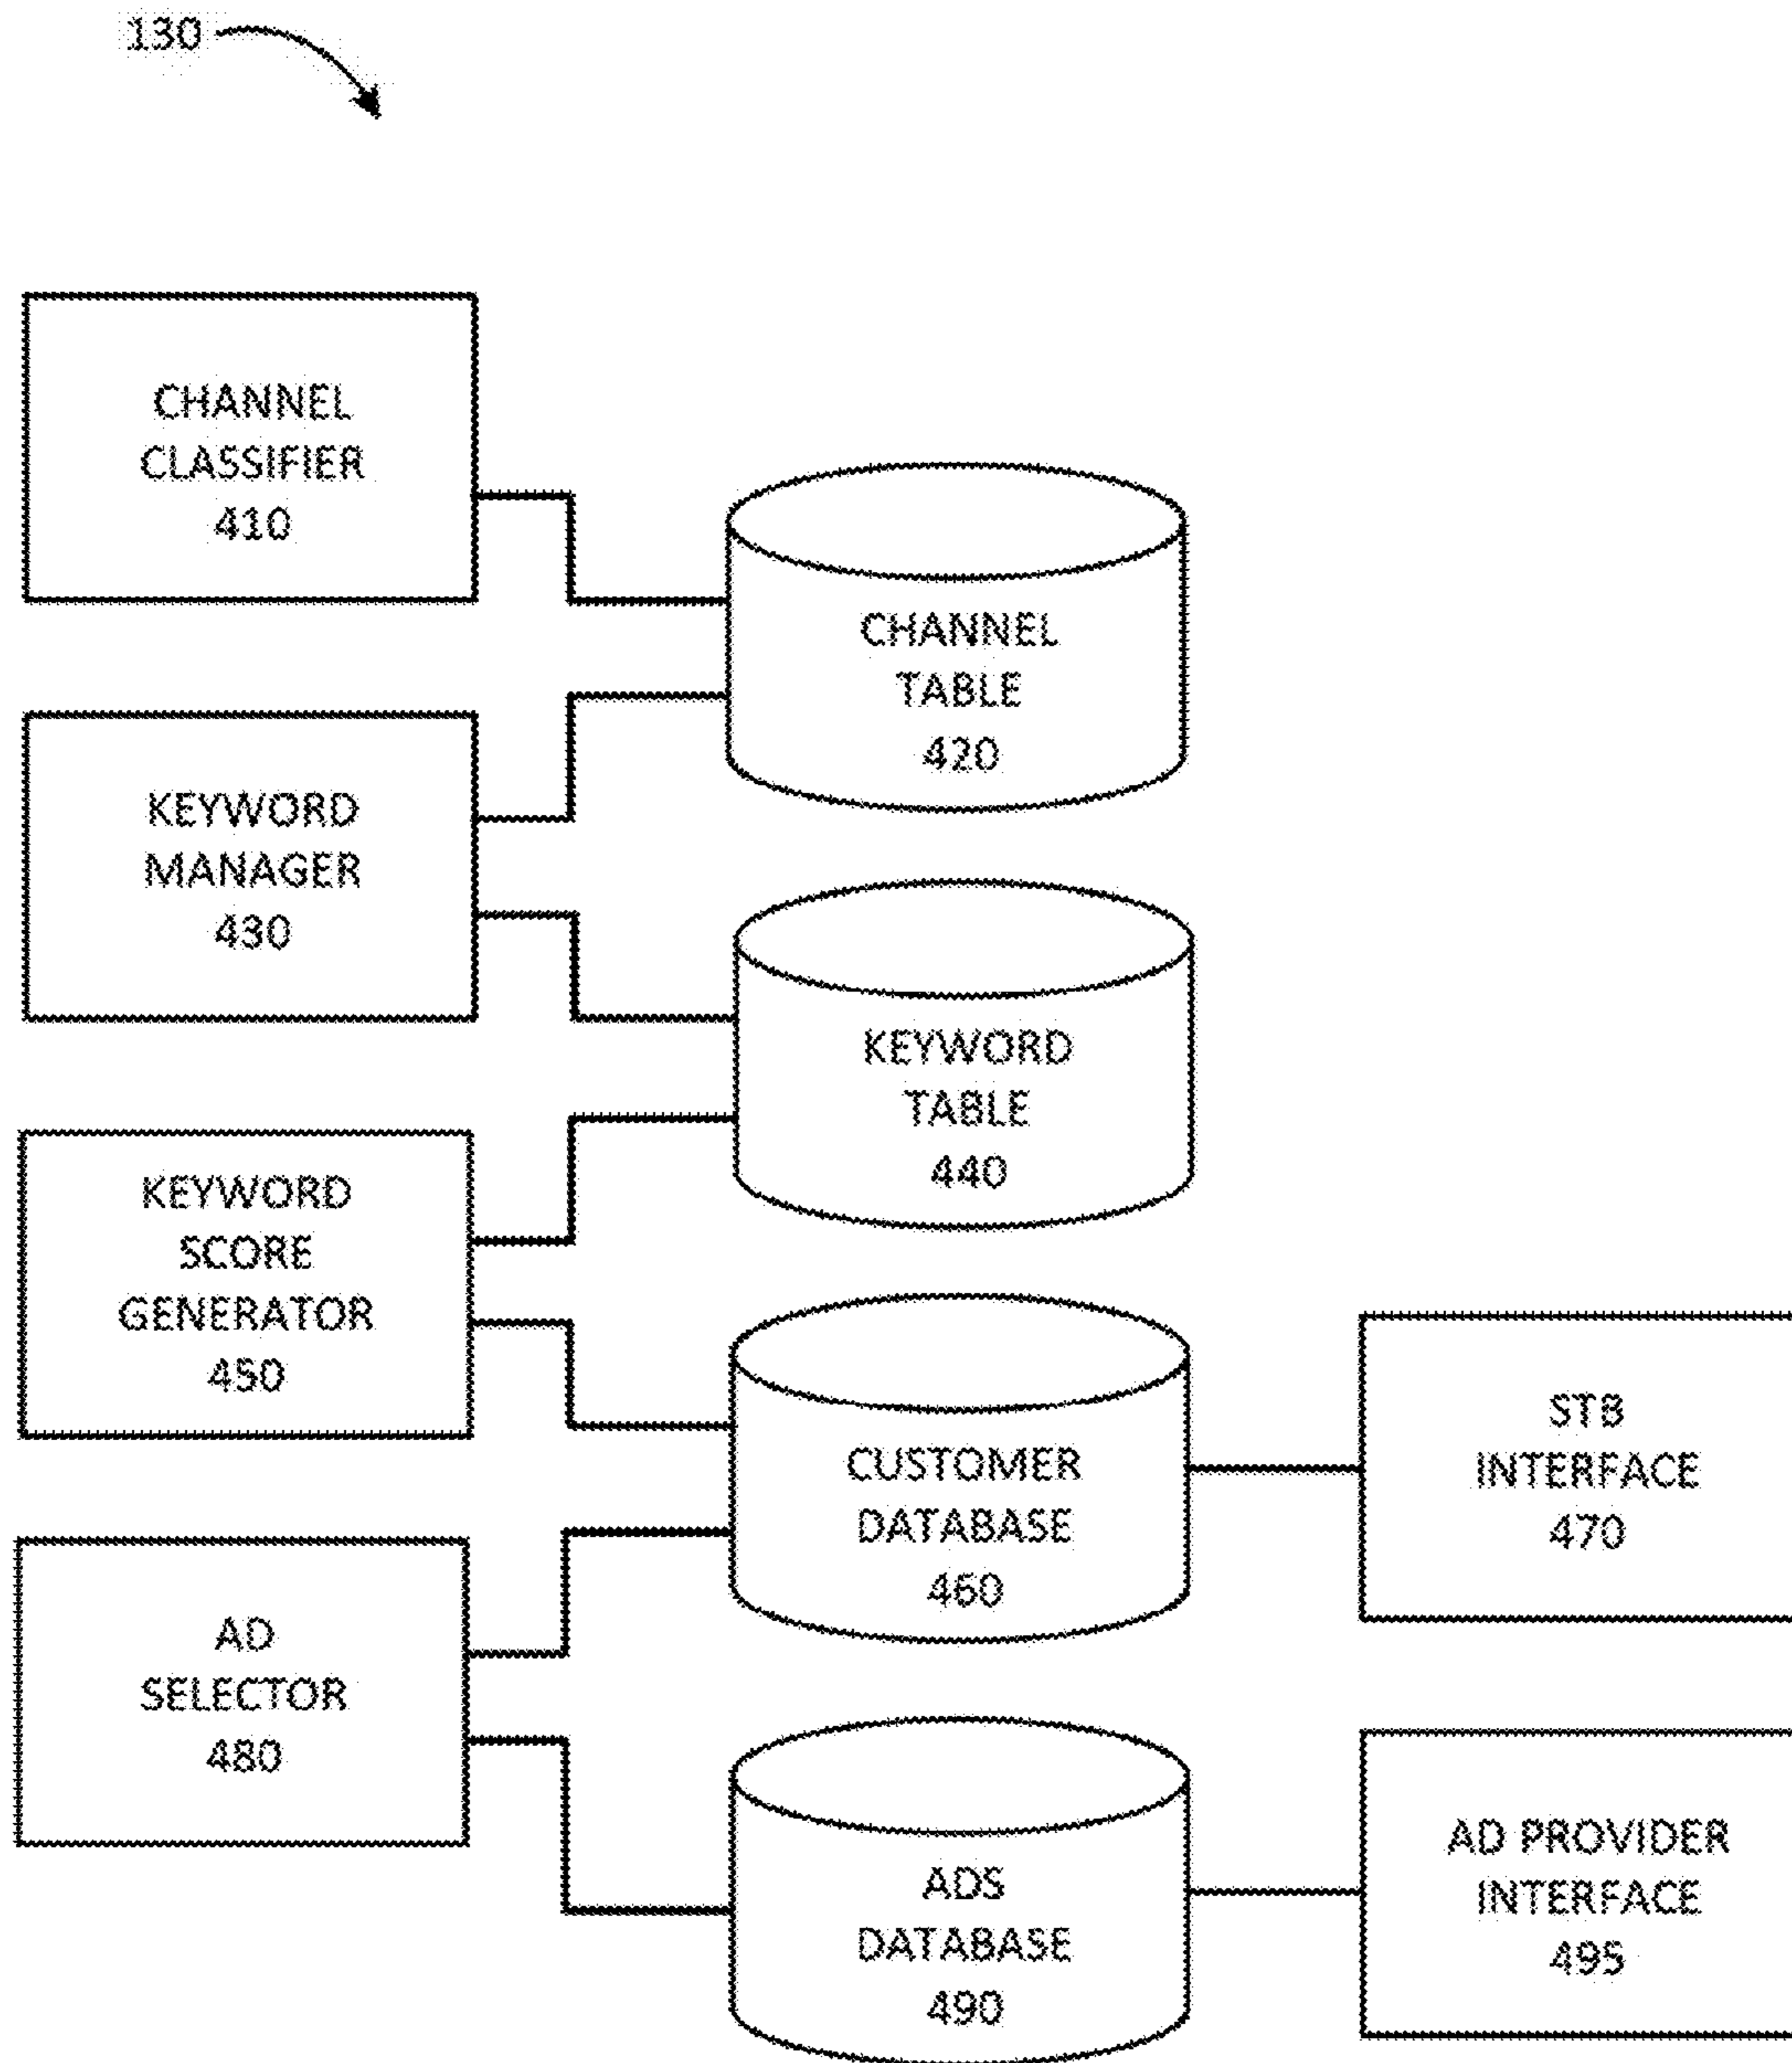 130
CHANNEL
CLASSIFIER
410
CHANNEL
TABLE
420
KEYWORD
MANAGER
430
KEYWORD
TABLE
440
KEYWORD
SCORE
GENERATOR
450
CUSTOMER
DATABASE
460
STB
INTERFACE
470
AD
SELECTOR
480
ADS
DATABASE
490
AD PROVIDER
INTERFACE
495